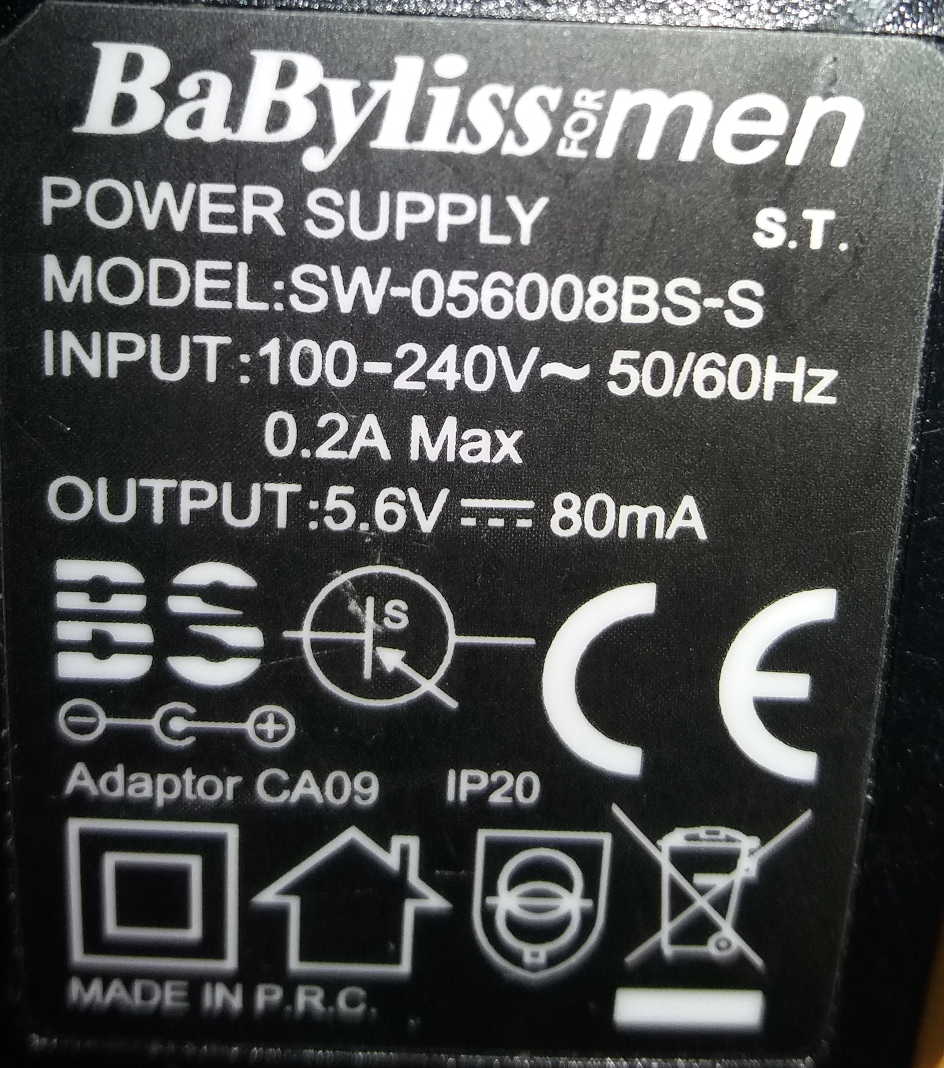 BaByliss FOR men
POWER SUPPLY S.T.
MODEL:SW-056008BS-S
INPUT:100-240V~ 50/60Hz
0.2A Max
OUTPUT:5.6V⎓80mA
BS S CE
Adaptor CA09 IP20
MADE IN P.R.C.